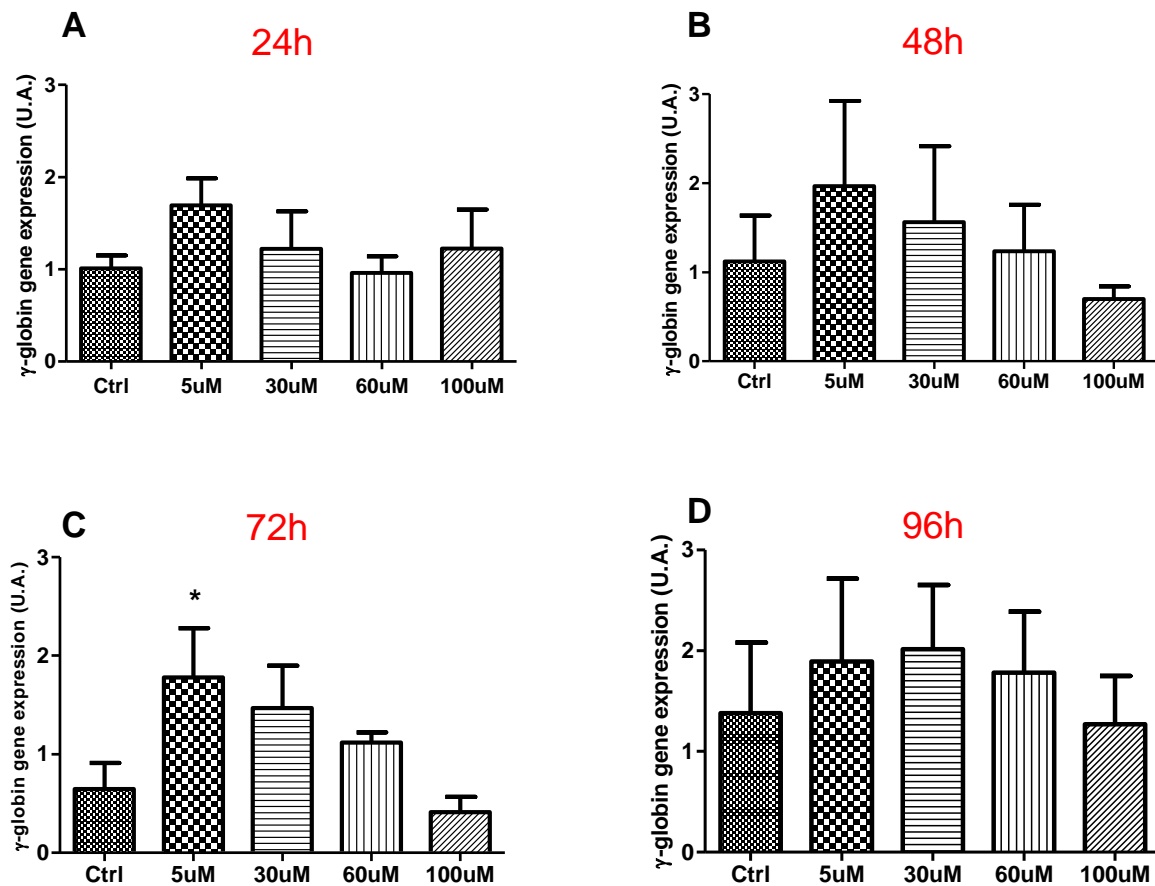 A
24h
γ-globin gene expression (U.A.)
3
2
1
0
Ctrl 5uM 30uM 60uM 100uM
B
48h
γ-globin gene expression (U.A.)
3
2
1
0
Ctrl 5uM 30uM 60uM 100uM
C
72h
γ-globin gene expression (U.A.)
3
2
1
0
*
Ctrl 5uM 30uM 60uM 100uM
D
96h
γ-globin gene expression (U.A.)
3
2
1
0
Ctrl 5uM 30uM 60uM 100uM